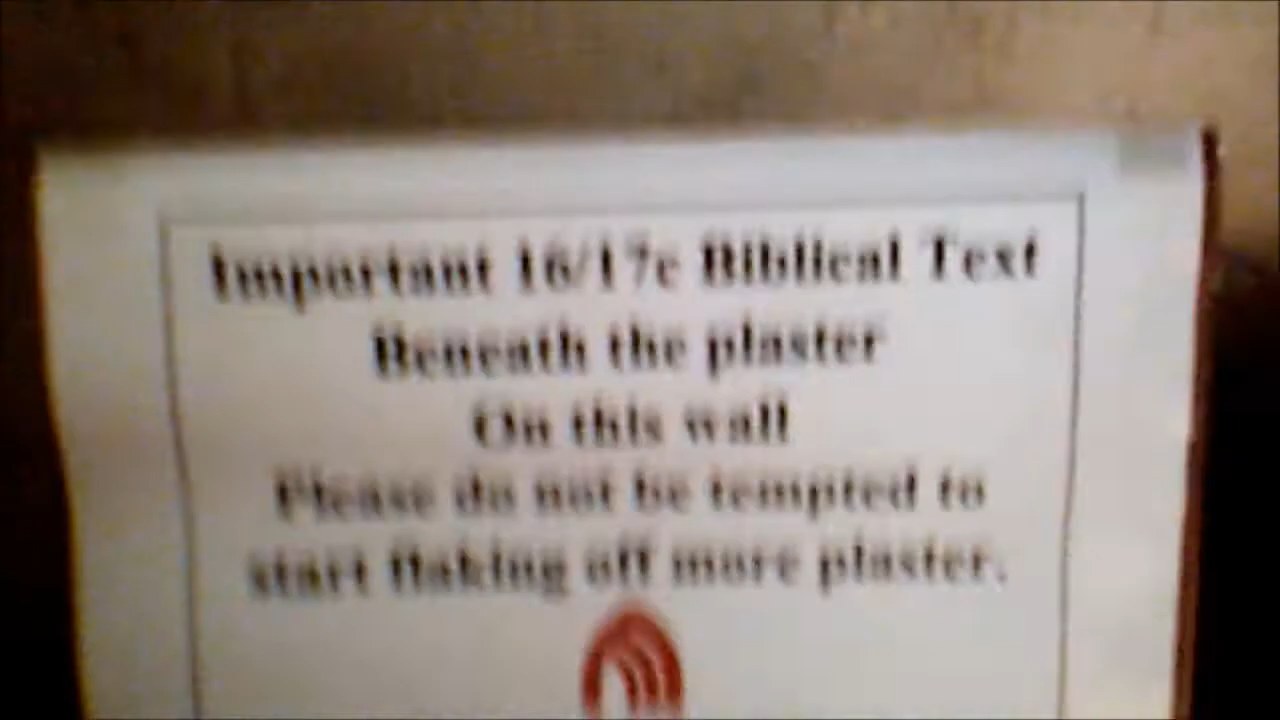 Important 16/17c Biblical Text
Beneath the plaster
On this wall
Please do not be tempted to
start flaking off more plaster.